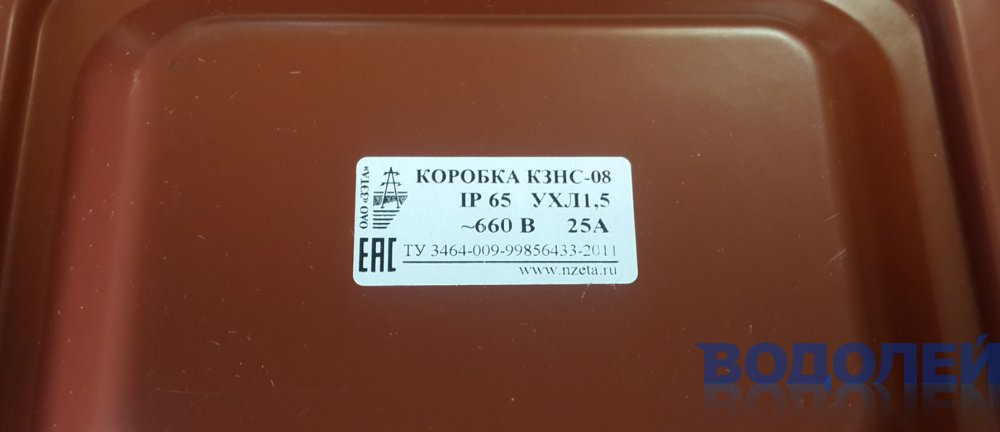 КОРОБКА КЗНС-08
IP 65 УХЛ1,5
~660 В 25А
ОАО «ЗЭТА»
EAC
ТУ 3464-009-99856433-2011
www.nzeta.ru
ВОДОЛЕЙ